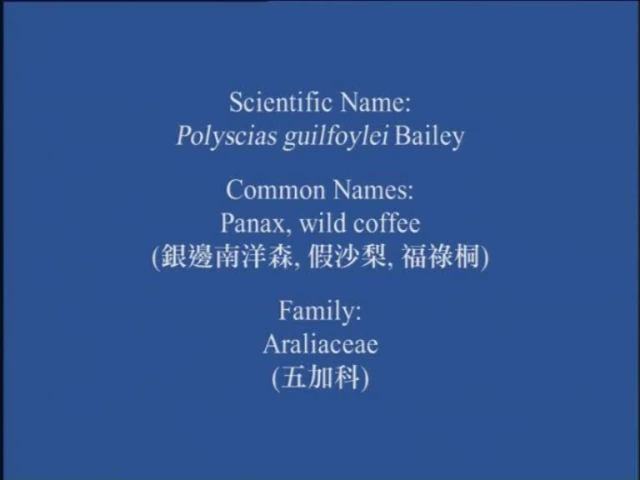 Scientific Name:
Polyscias guilfoylei Bailey
Common Names:
Panax, wild coffee
(銀邊南洋森, 假沙梨, 福祿桐)
Family:
Araliaceae
(五加科)